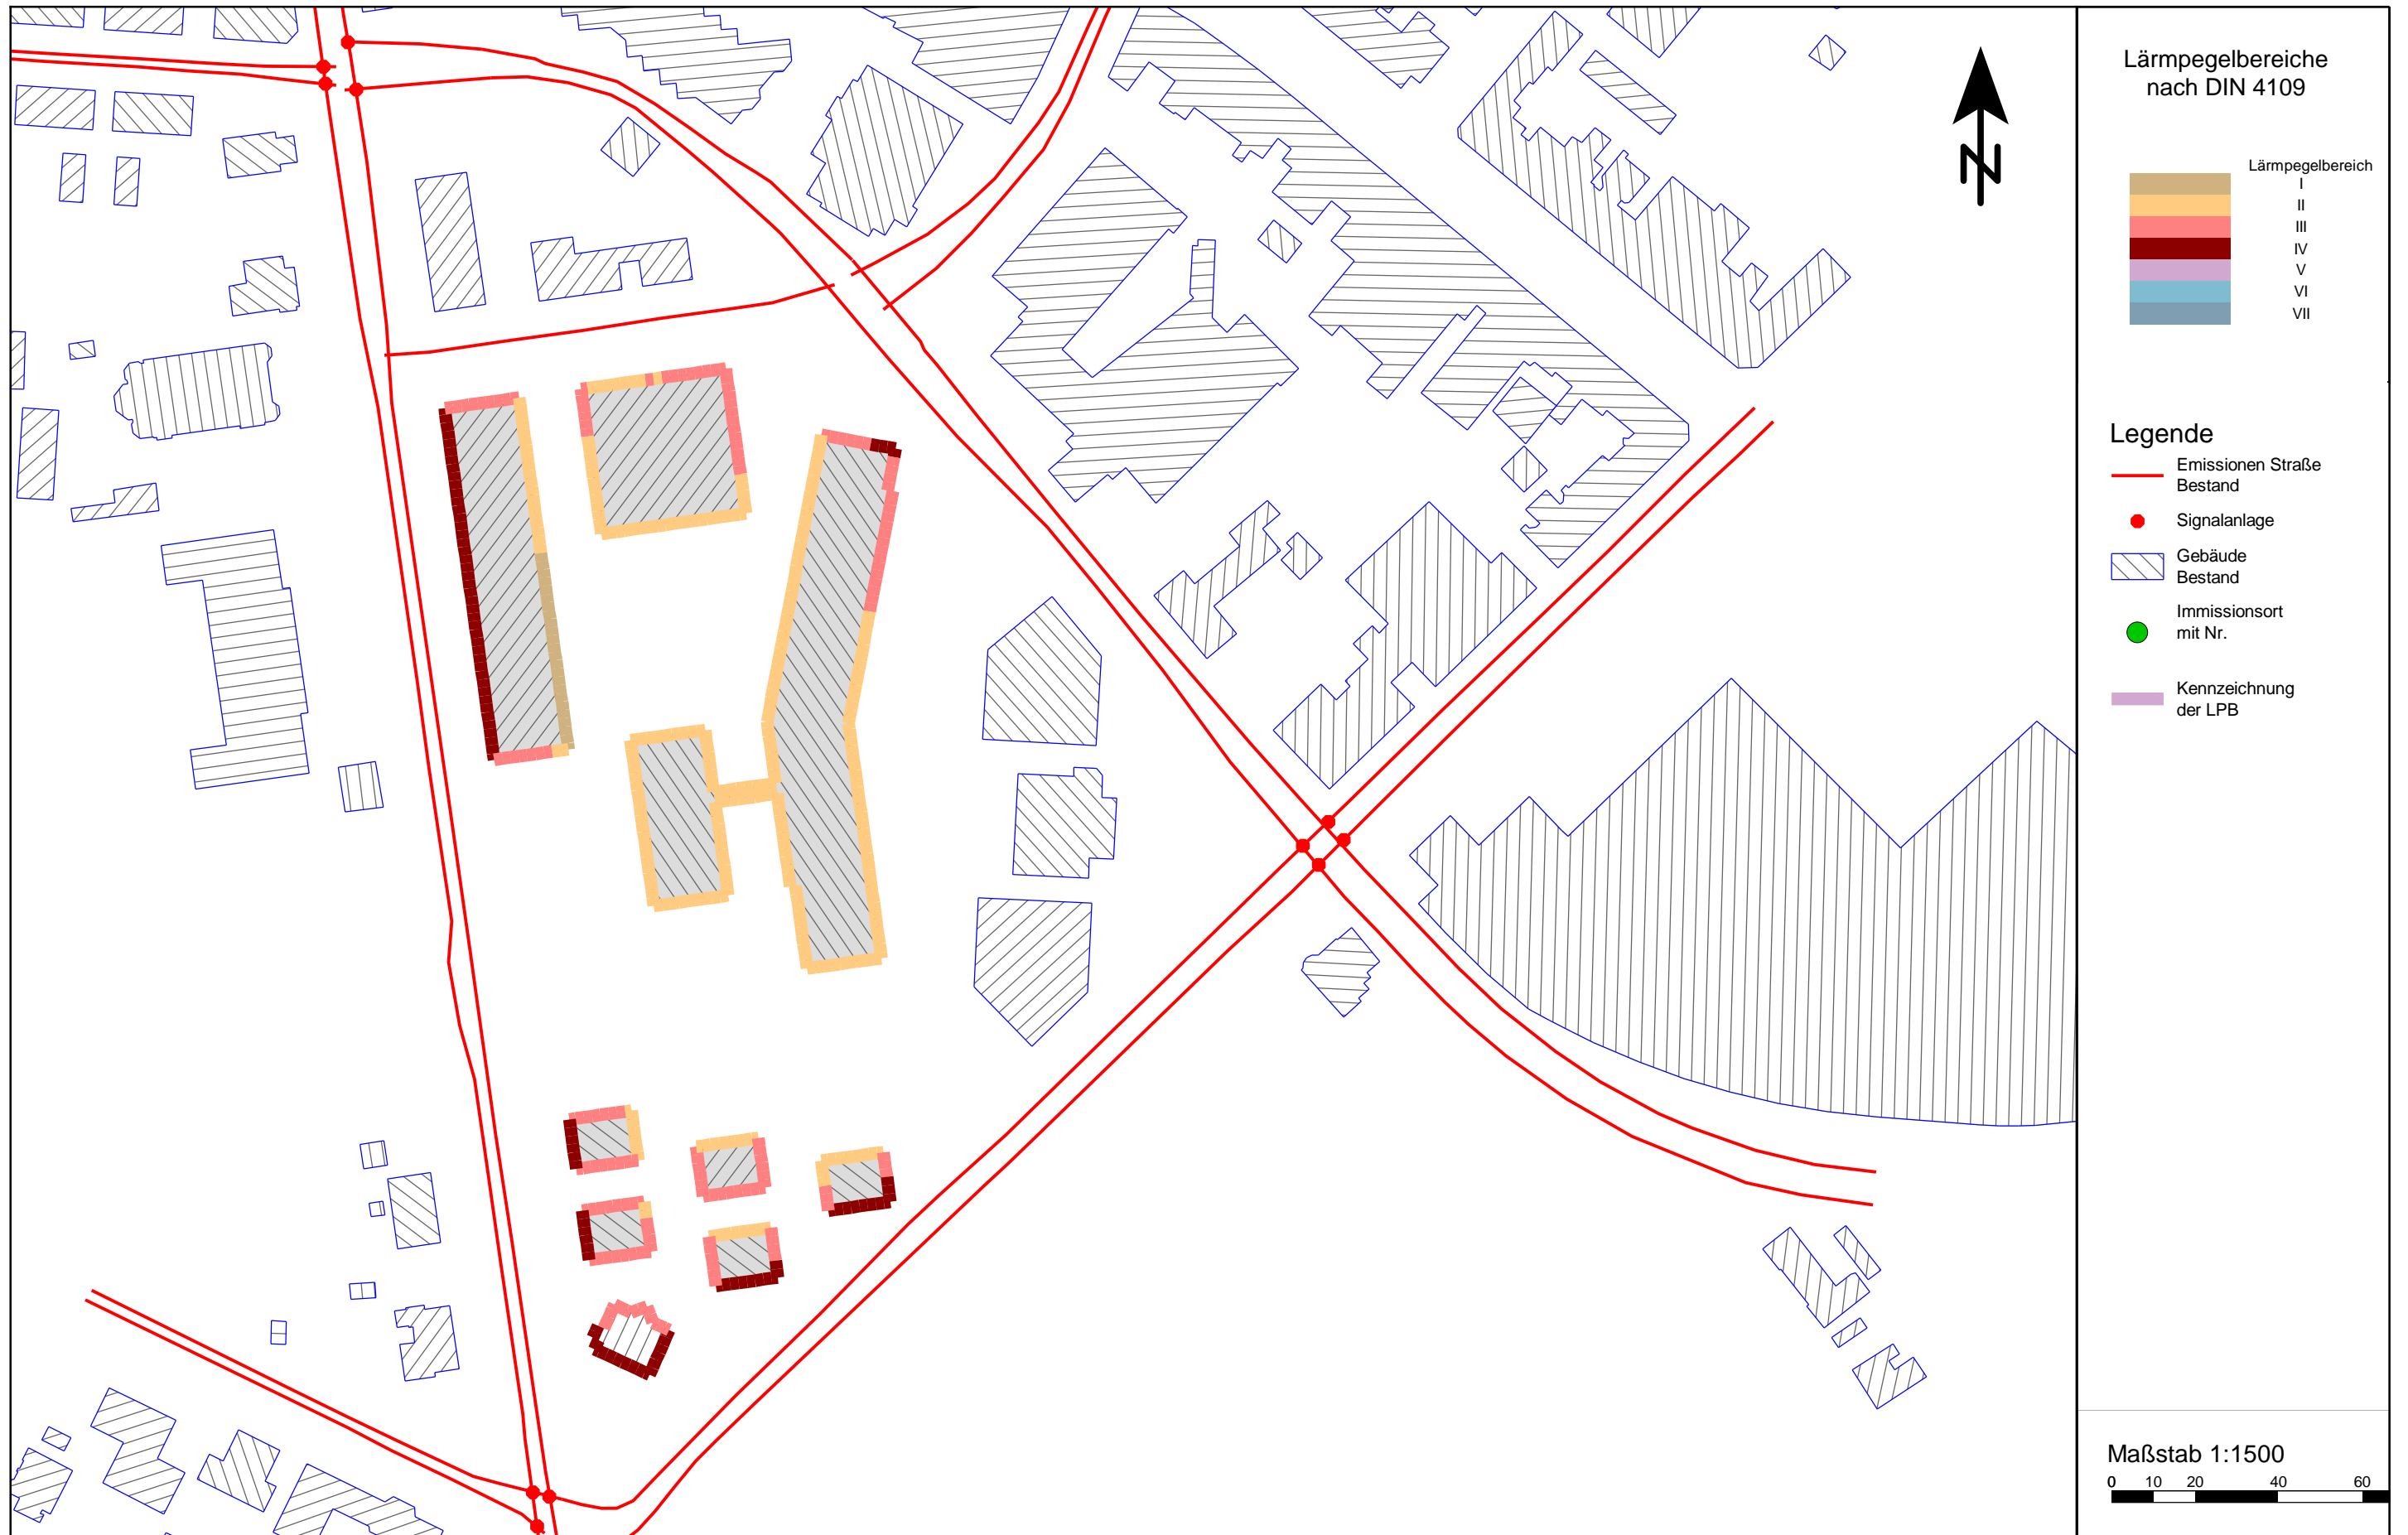 Lärmpegelbereiche
nach DIN 4109
Lärmpegelbereich
I
II
III
IV
V
VI
VII
N
Legende
Emissionen Straße
Bestand
Signalanlage
Gebäude
Bestand
Immissionsort
mit Nr.
Kennzeichnung
der LPB
Maßstab 1:1500
0 10 20 40 60